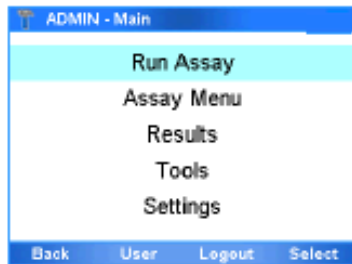 ADMIN - Main
Run Assay
Assay Menu
Results
Tools
Settings
Back User Logout Select